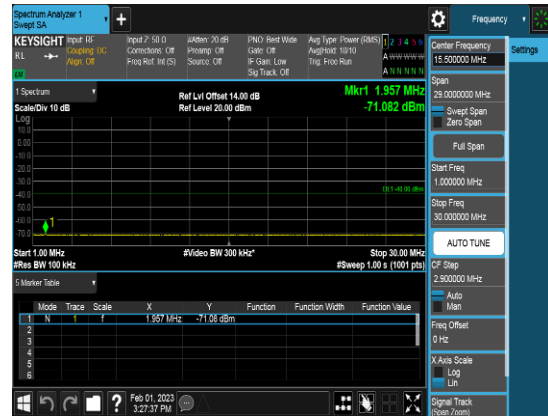 Spectrum Analyzer 1
Swept SA
Frequency
KEYSIGHT
RL
Input: RF
Coupling: DC
Align: Off
Input Z: 50 Ω
Corrections: Off
Freq Ref: Int (S)
#Atten: 20 dB
Preamp: Off
Source: Off
PNO: Best Wide
Gate: Off
IF Gain: Low
Sig Track: Off
Avg Type: Power (RMS)
Avg|Hold: 10/10
Trig: Free Run
1 2 3 4 5 6
A W W W W W
A N N N N N
Center Frequency
15.500000 MHz
Settings
Span
29.0000000 MHz
Swept Span
Zero Span
Full Span
Start Freq
1.000000 MHz
Stop Freq
30.000000 MHz
AUTO TUNE
CF Step
2.900000 MHz
Auto
Man
Freq Offset
0 Hz
X Axis Scale
Log
Lin
Signal Track
(Span Zoom)
1 Spectrum
Scale/Div 10 dB
Ref Lvl Offset 14.00 dB
Ref Level 20.00 dBm
Mkr1 1.957 MHz
-71.082 dBm
Log
10.0
0.00
-10.0
-20.0
-30.0
-40.0
-50.0
-60.0
-70.0
1
Start 1.00 MHz
#Res BW 100 kHz
#Video BW 300 kHz*
Stop 30.00 MHz
#Sweep 1.00 s (1001 pts)
5 Marker Table
Mode Trace Scale X Y Function Function Width Function Value
1 N 1 f 1.957 MHz -71.08 dBm
2
3
4
5
6
?
Feb 01, 2023
3:27:37 PM